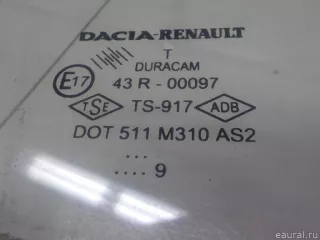 DACIA-RENAULT
T
DURACAM
E17 43 R - 00097
TSE TS-917 ADB
DOT 511 M310 AS2
....
... 9
eaural.ru